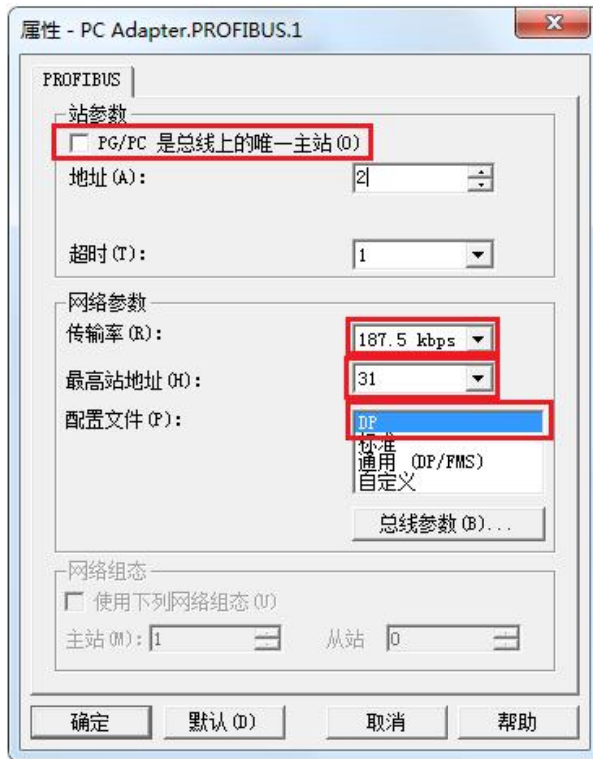 属性 - PC Adapter.PROFIBUS.1
PROFIBUS
站参数
PG/PC 是总线上的唯一主站(O)
地址(A): 2
超时(T): 1
网络参数
传输率(R): 187.5 kbps
最高站地址(H): 31
配置文件(P): DP
标准
通用 (DP/FMS)
自定义
总线参数(B)...
网络组态
使用下列网络组态(U)
主站(M): 1 从站 0
确定 默认(D) 取消 帮助